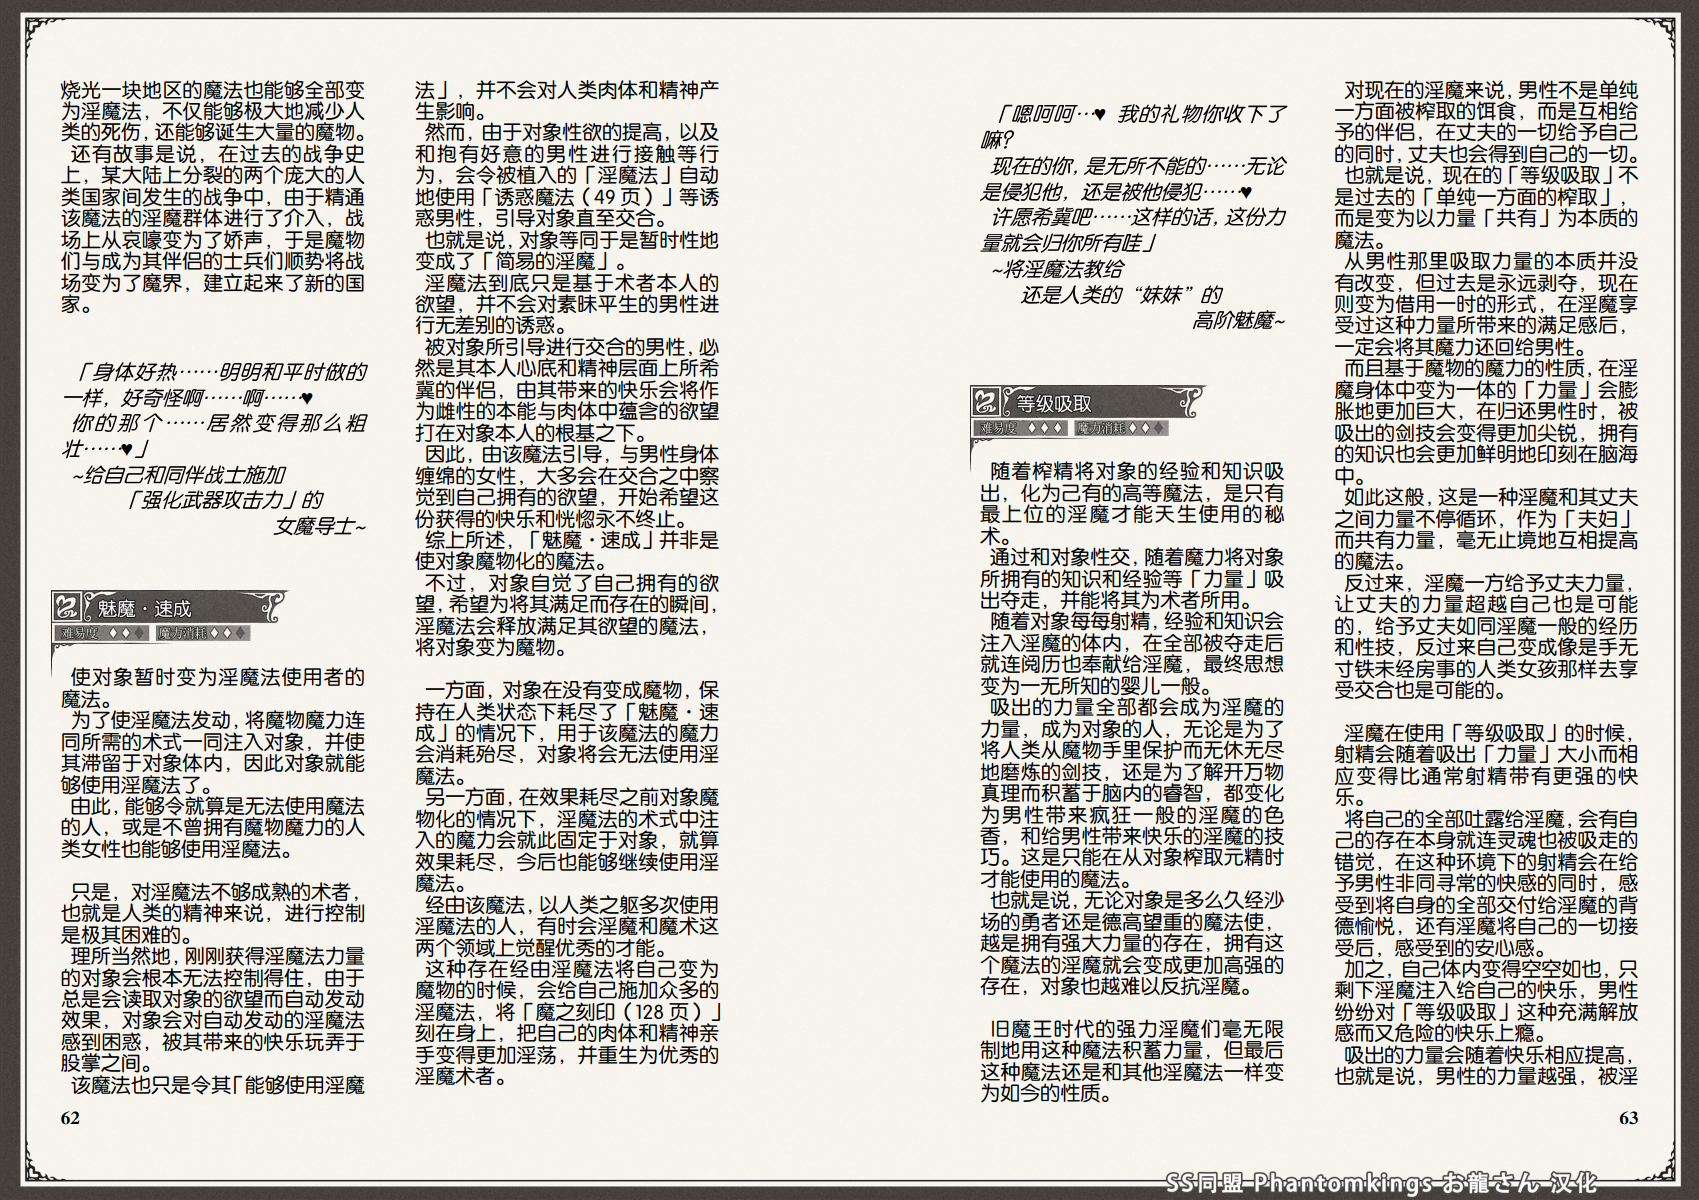 烧光一块地区的魔法也能够全部变
为淫魔法，不仅能够极大地减少人
类的死伤，还能够诞生大量的魔物。
还有故事是说，在过去的战争史
上，某大陆上分裂的两个庞大的人
类国家间发生的战争中，由于精通
该魔法的淫魔群体进行了介入，战
场上从哀嚎变为了娇声，于是魔物
们与成为其伴侣的士兵们顺势将战
场变为了魔界，建立起来了新的国
家。
「身体好热……明明和平时做的
一样，好奇怪啊……啊……♥
你的那个……居然变得那么粗
壮……♥」
~给自己和同伴战士施加
「强化武器攻击力」的
女魔导士~
魅魔·速成
难易度 ♦♦♦ 魔力消耗♦♦♦
使对象暂时变为淫魔法使用者的
魔法。
为了使淫魔法发动，将魔物魔力连
同所需的术式一同注入对象，并使
其滞留于对象体内，因此对象就能
够使用淫魔法了。
由此，能够令就算是无法使用魔法
的人，或是不曾拥有魔物魔力的人
类女性也能够使用淫魔法。
只是，对淫魔法不够成熟的术者，
也就是人类的精神来说，进行控制
是极其困难的。
理所当然地，刚刚获得淫魔法力量
的对象会根本无法控制得住，由于
总是会读取对象的欲望而自动发动
效果，对象会对自动发动的淫魔法
感到困惑，被其带来的快乐玩弄于
股掌之间。
该魔法也只是令其「能够使用淫魔
62
法」，并不会对人类肉体和精神产
生影响。
然而，由于对象性欲的提高，以及
和抱有好意的男性进行接触等行
为，会令被植入的「淫魔法」自动
地使用「诱惑魔法（49 页）」等诱
惑男性，引导对象直至交合。
也就是说，对象等同于是暂时性地
变成了「简易的淫魔」。
淫魔法到底只是基于术者本人的
欲望，并不会对素昧平生的男性进
行无差别的诱惑。
被对象所引导进行交合的男性，必
然是其本人心底和精神层面上所希
冀的伴侣，由其带来的快乐会将作
为雌性的本能与肉体中蕴含的欲望
打在对象本人的根基之下。
因此，由该魔法引导，与男性身体
缠绵的女性，大多会在交合之中察
觉到自己拥有的欲望，开始希望这
份获得的快乐和恍惚永不终止。
综上所述，「魅魔·速成」并非是
使对象魔物化的魔法。
不过，对象自觉了自己拥有的欲
望，希望为将其满足而存在的瞬间，
淫魔法会释放满足其欲望的魔法，
将对象变为魔物。
一方面，对象在没有变成魔物，保
持在人类状态下耗尽了「魅魔·速
成」的情况下，用于该魔法的魔力
会消耗殆尽，对象将会无法使用淫
魔法。
另一方面，在效果耗尽之前对象魔
物化的情况下，淫魔法的术式中注
入的魔力会就此固定于对象，就算
效果耗尽，今后也能够继续使用淫
魔法。
经由该魔法，以人类之躯多次使用
淫魔法的人，有时会淫魔和魔术这
两个领域上觉醒优秀的才能。
这种存在经由淫魔法将自己变为
魔物的时候，会给自己施加众多的
淫魔法，将「魔之刻印（128 页）」
刻在身上，把自己的肉体和精神亲
手变得更加淫荡，并重生为优秀的
淫魔术者。
「嗯呵呵…♥ 我的礼物你收下了
嘛？
现在的你，是无所不能的……无论
是侵犯他，还是被他侵犯……♥
许愿希冀吧……这样的话，这份力
量就会归你所有哇」
~将淫魔法教给
还是人类的“妹妹”的
高阶魅魔~
等级吸取
难易度 ♦♦♦ 魔力消耗♦♦♦
随着榨精将对象的经验和知识吸
出，化为己有的高等魔法，是只有
最上位的淫魔才能天生使用的秘
术。
通过和对象性交，随着魔力将对象
所拥有的知识和经验等「力量」吸
出夺走，并能将其为术者所用。
随着对象每每射精，经验和知识会
注入淫魔的体内，在全部被夺走后
就连阅历也奉献给淫魔，最终思想
变为一无所知的婴儿一般。
吸出的力量全部都会成为淫魔的
力量，成为对象的人，无论是为了
将人类从魔物手里保护而无休无尽
地磨炼的剑技，还是为了解开万物
真理而积蓄于脑内的睿智，都变化
为男性带来疯狂一般的淫魔的色
香，和给男性带来快乐的淫魔的技
巧。这是只能在从对象榨取元精时
才能使用的魔法。
也就是说，无论对象是多么久经沙
场的勇者还是德高望重的魔法使，
越是拥有强大力量的存在，拥有这
个魔法的淫魔就会变成更加高强的
存在，对象也越难以反抗淫魔。
旧魔王时代的强力淫魔们毫无限
制地用这种魔法积蓄力量，但最后
这种魔法还是和其他淫魔法一样变
为如今的性质。
对现在的淫魔来说，男性不是单纯
一方面被榨取的饵食，而是互相给
予的伴侣，在丈夫的一切给予自己
的同时，丈夫也会得到自己的一切。
也就是说，现在的「等级吸取」不
是过去的「单纯一方面的榨取」，
而是变为以力量「共有」为本质的
魔法。
从男性那里吸取力量的本质并没
有改变，但过去是永远剥夺，现在
则变为借用一时的形式，在淫魔享
受过这种力量所带来的满足感后，
一定会将其魔力还回给男性。
而且基于魔物的魔力的性质，在淫
魔身体中变为一体的「力量」会膨
胀地更加巨大，在归还男性时，被
吸出的剑技会变得更加尖锐，拥有
的知识也会更加鲜明地印刻在脑海
中。
如此这般，这是一种淫魔和其丈夫
之间力量不停循环，作为「夫妇」
而共有力量，毫无止境地互相提高
的魔法。
反过来，淫魔一方给予丈夫力量，
让丈夫的力量超越自己也是可能
的，给予丈夫如同淫魔一般的经历
和性技，反过来自己变成像是手无
寸铁未经房事的人类女孩那样去享
受交合也是可能的。
淫魔在使用「等级吸取」的时候，
射精会随着吸出「力量」大小而相
应变得比通常射精带有更强的快
乐。
将自己的全部吐露给淫魔，会有自
己的存在本身就连灵魂也被吸走的
错觉，在这种环境下的射精会在给
予男性非同寻常的快感的同时，感
受到将自身的全部交付给淫魔的背
德愉悦，还有淫魔将自己的一切接
受后，感受到的安心感。
加之，自己体内变得空空如也，只
剩下淫魔注入给自己的快乐，男性
纷纷对「等级吸取」这种充满解放
感而又危险的快乐上瘾。
吸出的力量会随着快乐相应提高，
也就是说，男性的力量越强，被淫
63
SS同盟 Phantomkings お龍さん 汉化